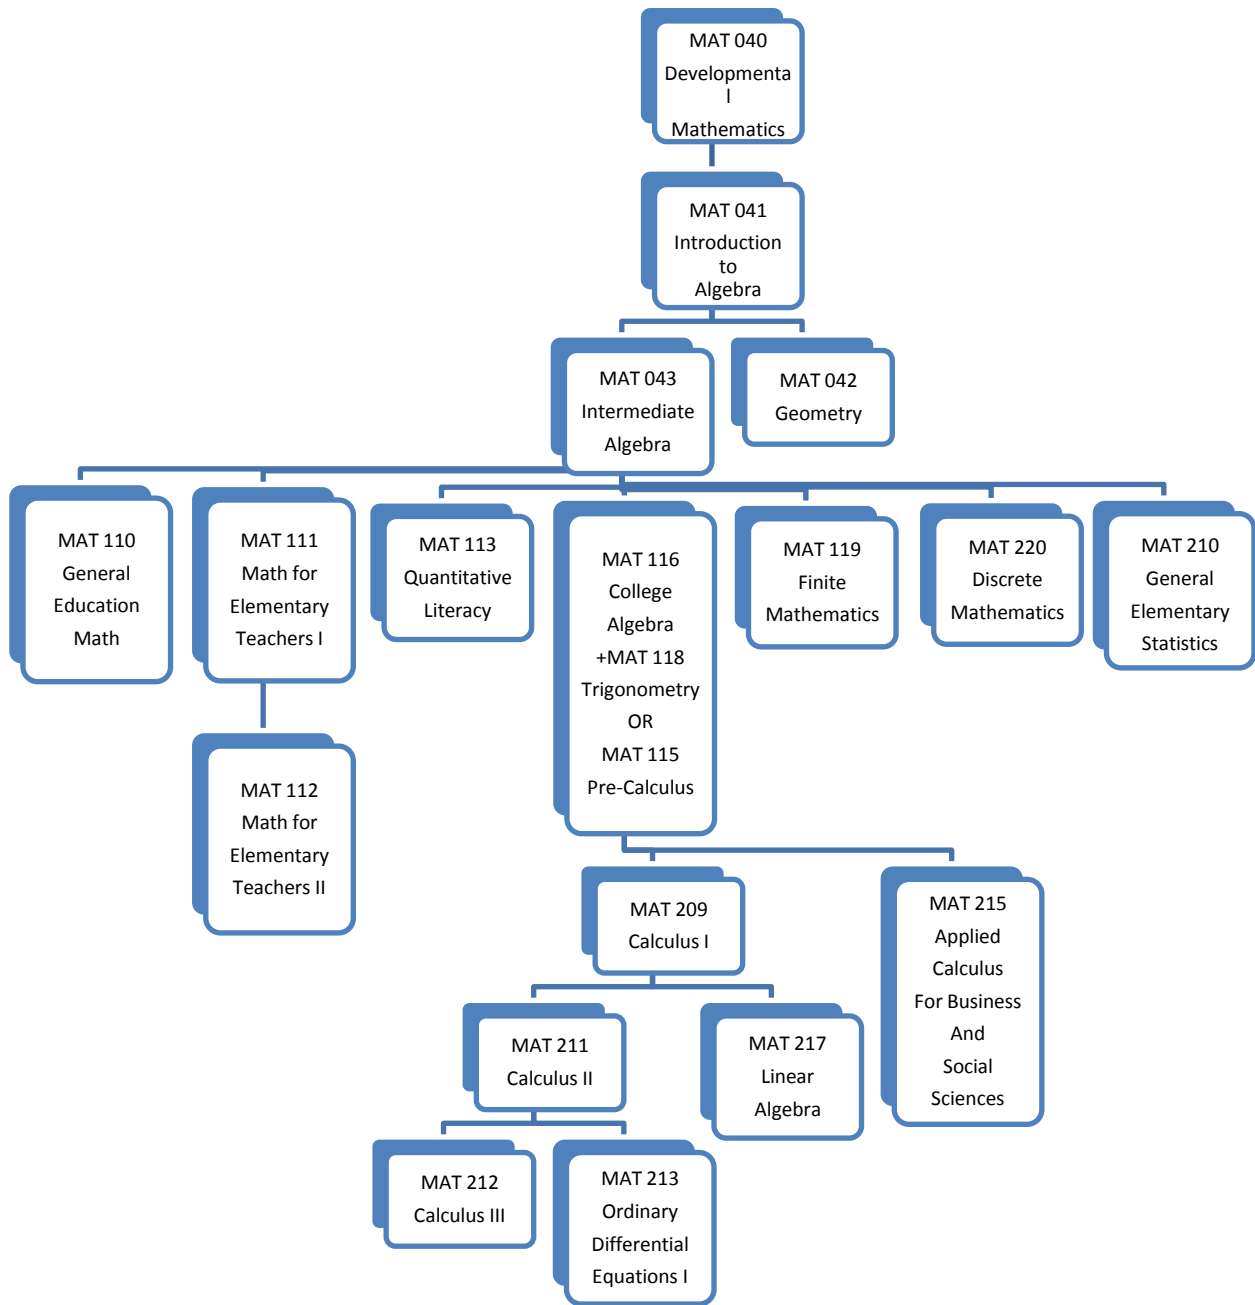 MAT 040
Developmenta
l
Mathematics
MAT 041
Introduction
to
Algebra
MAT 043
Intermediate
Algebra
MAT 042
Geometry
MAT 110
General
Education
Math
MAT 111
Math for
Elementary
Teachers I
MAT 113
Quantitative
Literacy
MAT 116
College
Algebra
+MAT 118
Trigonometry
OR
MAT 115
Pre-Calculus
MAT 119
Finite
Mathematics
MAT 220
Discrete
Mathematics
MAT 210
General
Elementary
Statistics
MAT 112
Math for
Elementary
Teachers II
MAT 209
Calculus I
MAT 215
Applied
Calculus
For Business
And
Social
Sciences
MAT 211
Calculus II
MAT 217
Linear
Algebra
MAT 212
Calculus III
MAT 213
Ordinary
Differential
Equations I